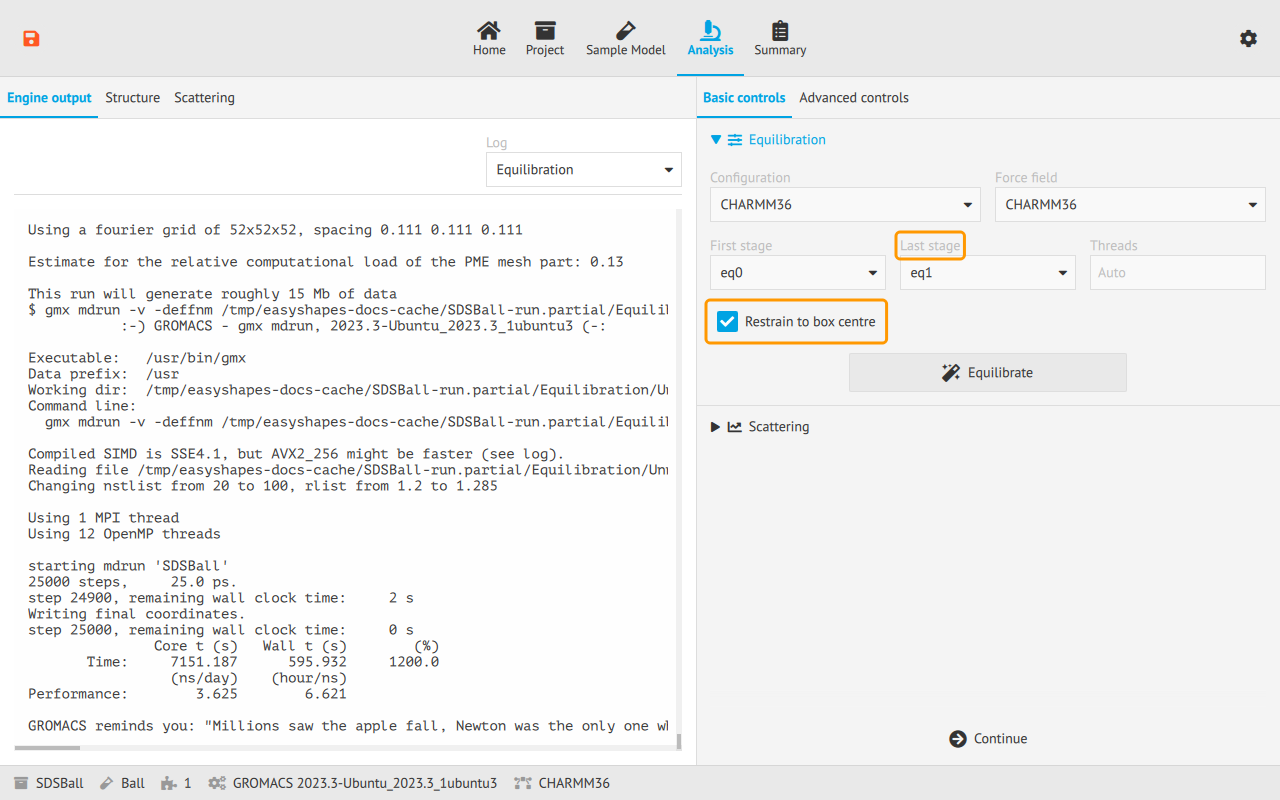 Home
Project
Sample Model
Analysis
Summary
Engine output
Structure
Scattering
Basic controls
Advanced controls
Log
Equilibration
Using a fourier grid of 52x52x52, spacing 0.111 0.111 0.111
Estimate for the relative computational load of the PME mesh part: 0.13
This run will generate roughly 15 Mb of data
$ gmx mdrun -v -deffnm /tmp/easyshapes-docs-cache/SDSBall-run.partial/Equilib
:-) GROMACS - gmx mdrun, 2023.3-Ubuntu_2023.3_1ubuntu3 (-:
Executable:   /usr/bin/gmx
Data prefix:  /usr
Working dir:  /tmp/easyshapes-docs-cache/SDSBall-run.partial/Equilibration/Un
Command line:
gmx mdrun -v -deffnm /tmp/easyshapes-docs-cache/SDSBall-run.partial/Equilib
Compiled SIMD is SSE4.1, but AVX2_256 might be faster (see log).
Reading file /tmp/easyshapes-docs-cache/SDSBall-run.partial/Equilibration/Un
Changing nstlist from 20 to 100, rlist from 1.2 to 1.285
Using 1 MPI thread
Using 12 OpenMP threads
starting mdrun 'SDSBall'
25000 steps,     25.0 ps.
step 24900, remaining wall clock time:     2 s
Writing final coordinates.
step 25000, remaining wall clock time:     0 s
Core t (s)   Wall t (s)        (%)
Time:     7151.187      595.932     1200.0
(ns/day)    (hour/ns)
Performance:        3.625        6.621
GROMACS reminds you: "Millions saw the apple fall, Newton was the only one wh
Equilibration
Configuration
Force field
CHARMM36
CHARMM36
First stage
Last stage
Threads
eq0
eq1
Auto
Restrain to box centre
Equilibrate
Scattering
Continue
SDSBall
Ball
1
GROMACS 2023.3-Ubuntu_2023.3_1ubuntu3
CHARMM36